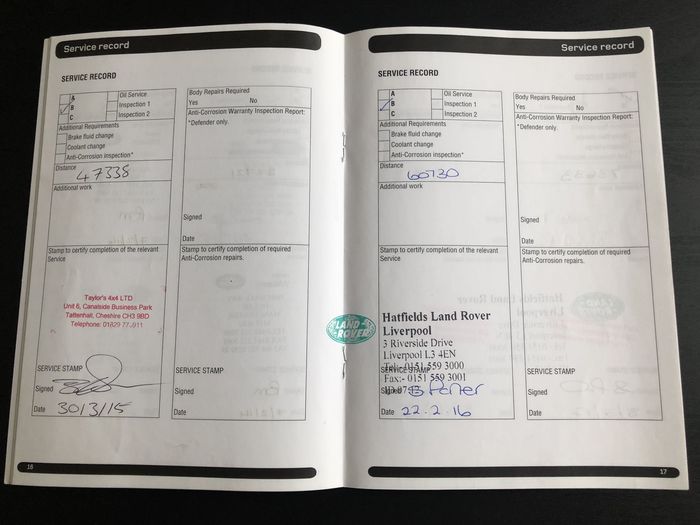 Service record
SERVICE RECORD
A
B
C
Oil Service
Inspection 1
Inspection 2
Additional Requirements
Brake fluid change
Coolant change
Anti-Corrosion inspection*
Distance
47338
Additional work
Stamp to certify completion of the relevant
Service
Taylor's 4x4 LTD
Unit 6, Canalside Business Park
Tattenhall, Cheshire CH3 9BD
Telephone: 01829
SERVICE STAMP
Signed
Date 30/3/15
Body Repairs Required
Yes No
Anti-Corrosion Warranty Inspection Report:
*Defender only.
Signed
Date
Stamp to certify completion of required
Anti-Corrosion repairs.
SERVICE STAMP
Signed
Date
16
Service record
SERVICE RECORD
A
B
C
Oil Service
Inspection 1
Inspection 2
Additional Requirements
Brake fluid change
Coolant change
Anti-Corrosion inspection*
Distance
60730
Additional work
Stamp to certify completion of the relevant
Service
LAND
ROVER
Hatfields Land Rover
Liverpool
3 Riverside Drive
Liverpool L3 4EN
Tel:- 0151 559 3000
SERVICE STAMP
Fax:- 0151 559 3001
Signed
Date 22.2.16
Body Repairs Required
Yes No
Anti-Corrosion Warranty Inspection Report:
*Defender only.
Signed
Date
Stamp to certify completion of required
Anti-Corrosion repairs.
SERVICE STAMP
Signed
Date
17